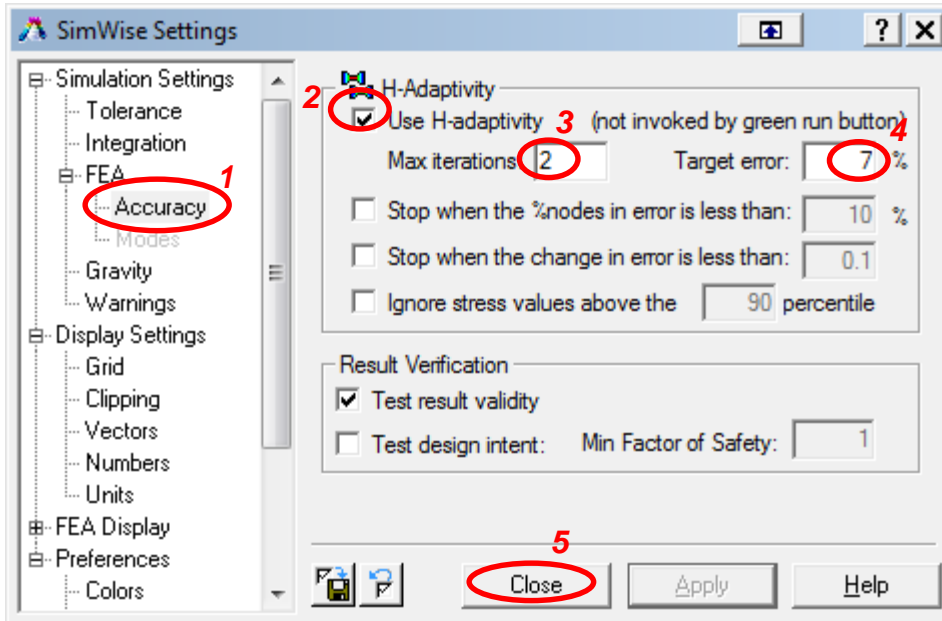 SimWise Settings
?
Simulation Settings
Tolerance
Integration
FEA
1
Accuracy
Modes
Gravity
Warnings
Display Settings
Grid
Clipping
Vectors
Numbers
Units
FEA Display
Preferences
Colors
H-Adaptivity
2
Use H-adaptivity (not invoked by green run button)
3
4
Max iterations 2 Target error: 7 %
Stop when the %nodes in error is less than: 10 %
Stop when the change in error is less than: 0.1
Ignore stress values above the 90 percentile
Result Verification
Test result validity
Test design intent: Min Factor of Safety: 1
5
Close Apply Help